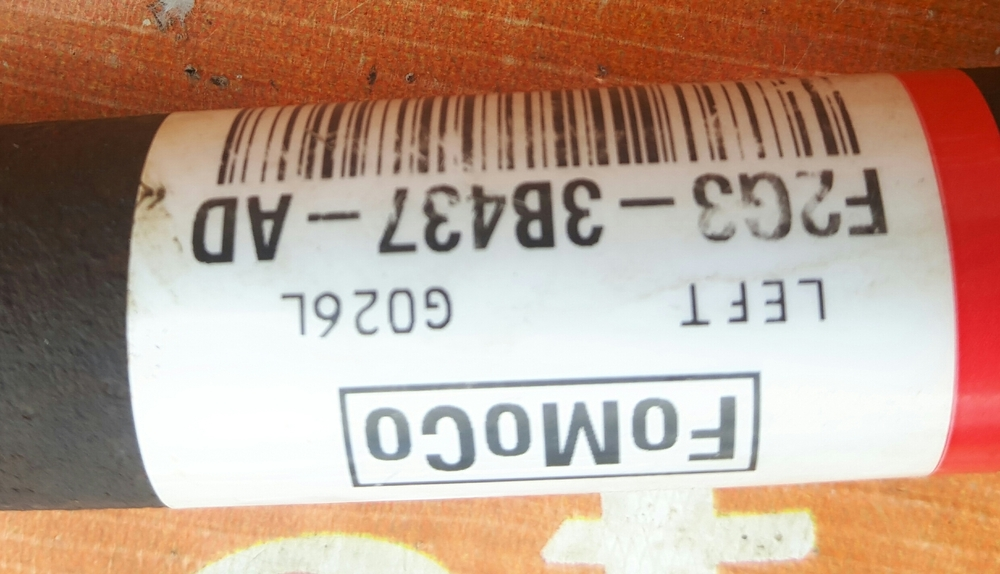 FoMoCo
LEFT G026L
F2G3-3B437-AD